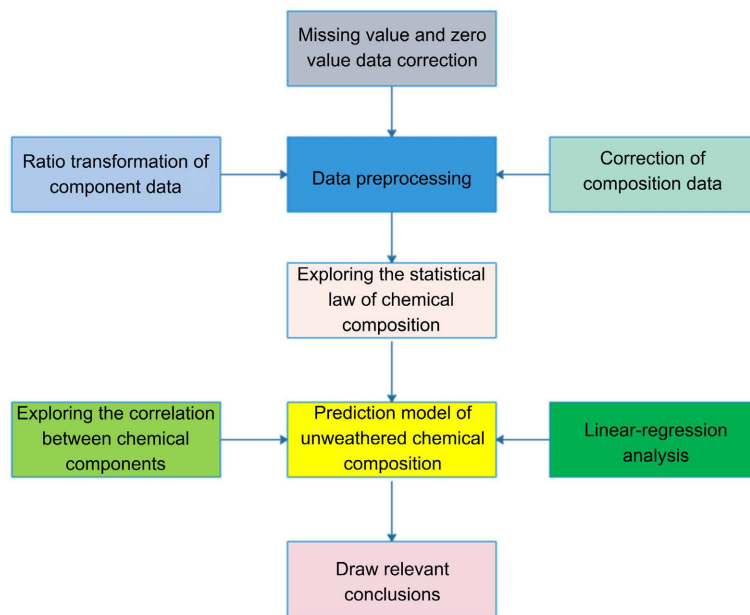 Missing value and zero
value data correction
Ratio transformation of
component data
Data preprocessing
Correction of
composition data
Exploring the statistical
law of chemical
composition
Exploring the correlation
between chemical
components
Prediction model of
unweathered chemical
composition
Linear-regression
analysis
Draw relevant
conclusions